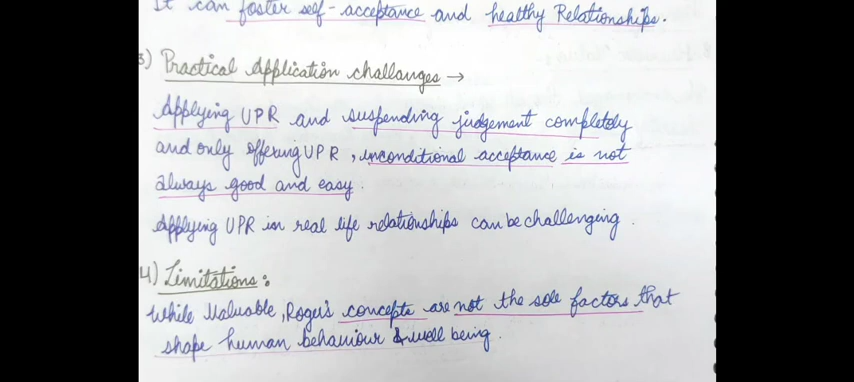 It can foster self-acceptance and healthy Relationships.
3) Practical Application challanges →
Applying UPR and suspending judgement completely
and only offering UPR, inconditional acceptance is not
always good and easy.
Applying UPR in real life relationships can be challenging.
4) Limitations:
While Valuable, Roger's concepts are not the sole factors that
shape human behaviour & well being.